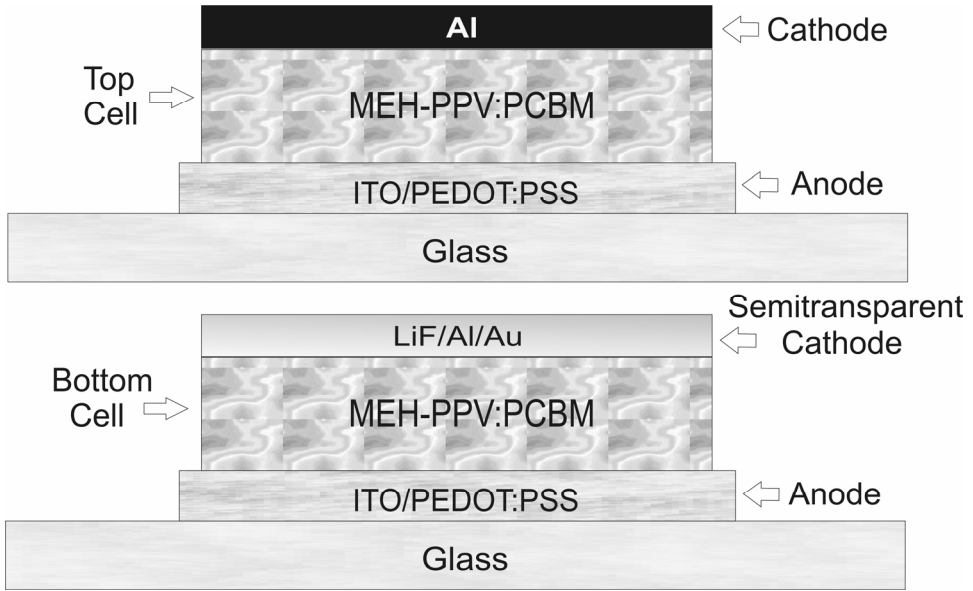 Al
Cathode
Top
Cell
MEH-PPV:PCBM
Anode
ITO/PEDOT:PSS
Glass
Semitransparent
Cathode
LiF/Al/Au
Bottom
Cell
MEH-PPV:PCBM
Anode
ITO/PEDOT:PSS
Glass